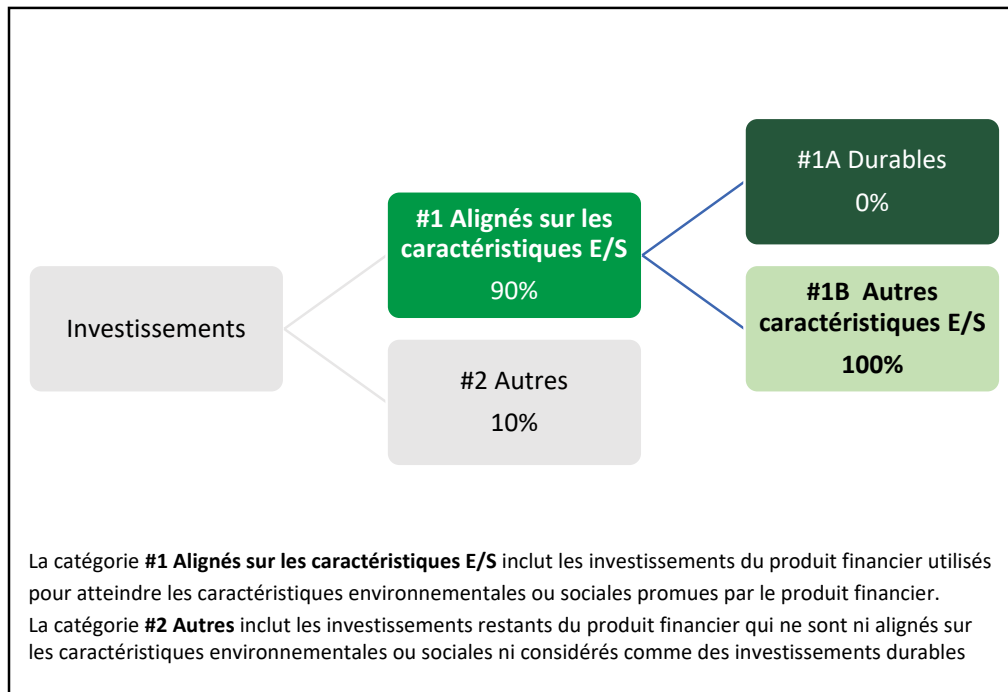 Investissements
#1 Alignés sur les
caractéristiques E/S
90%
#2 Autres
10%
#1A Durables
0%
#1B Autres
caractéristiques E/S
100%
La catégorie #1 Alignés sur les caractéristiques E/S inclut les investissements du produit financier utilisés
pour atteindre les caractéristiques environnementales ou sociales promues par le produit financier.
La catégorie #2 Autres inclut les investissements restants du produit financier qui ne sont ni alignés sur
les caractéristiques environnementales ou sociales ni considérés comme des investissements durables